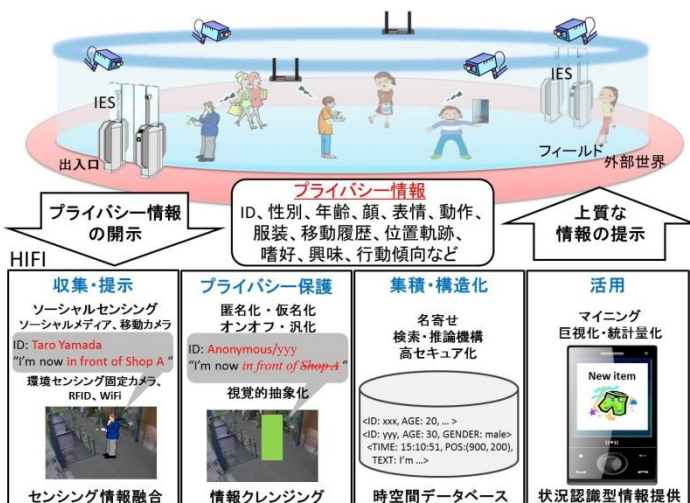 IES
IES
出入口
フィールド
外部世界
プライバシー情報
の開示
プライバシー情報
ID、性別、年齢、顔、表情、動作、
服装、移動履歴、位置軌跡、
嗜好、興味、行動傾向など
上質な
情報の提示
HIFI
収集・提示
ソーシャルセンシング
ソーシャルメディア、移動カメラ
ID: Taro Yamada
"I'm now in front of Shop A "
環境センシング固定カメラ、
RFID、WiFi
センシング情報融合
プライバシー保護
匿名化・仮名化
オンオフ・汎化
ID: Anonymous/yyy
"I'm now in front of Shop A "
視覚的抽象化
情報クレンジング
集積・構造化
名寄せ
検索・推論機構
高セキュア化
<ID: xxx, AGE: 20, ... >
<ID: yyy, AGE: 30, GENDER: male>
<TIME: 15:10:51, POS:(900, 200),
TEXT: I'm ...>
時空間データベース
活用
マイニング
巨視化・統計量化
New item
状況認識型情報提供